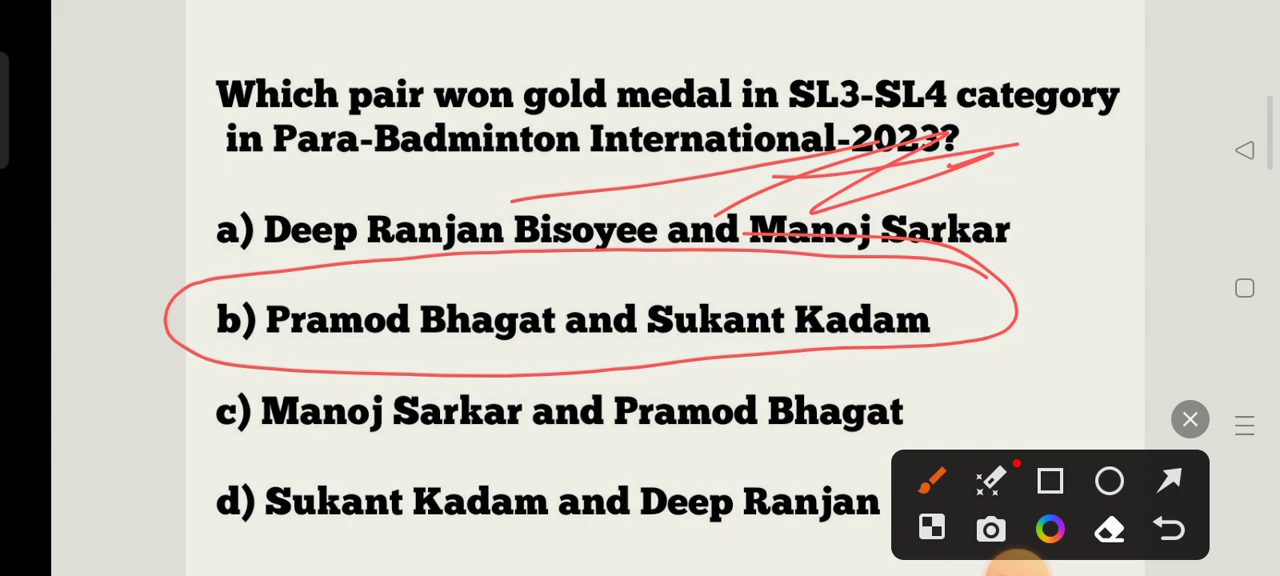 Which pair won gold medal in SL3-SL4 category
in Para-Badminton International-2023?
a) Deep Ranjan Bisoyee and Manoj Sarkar
b) Pramod Bhagat and Sukant Kadam
c) Manoj Sarkar and Pramod Bhagat
d) Sukant Kadam and Deep Ranjan